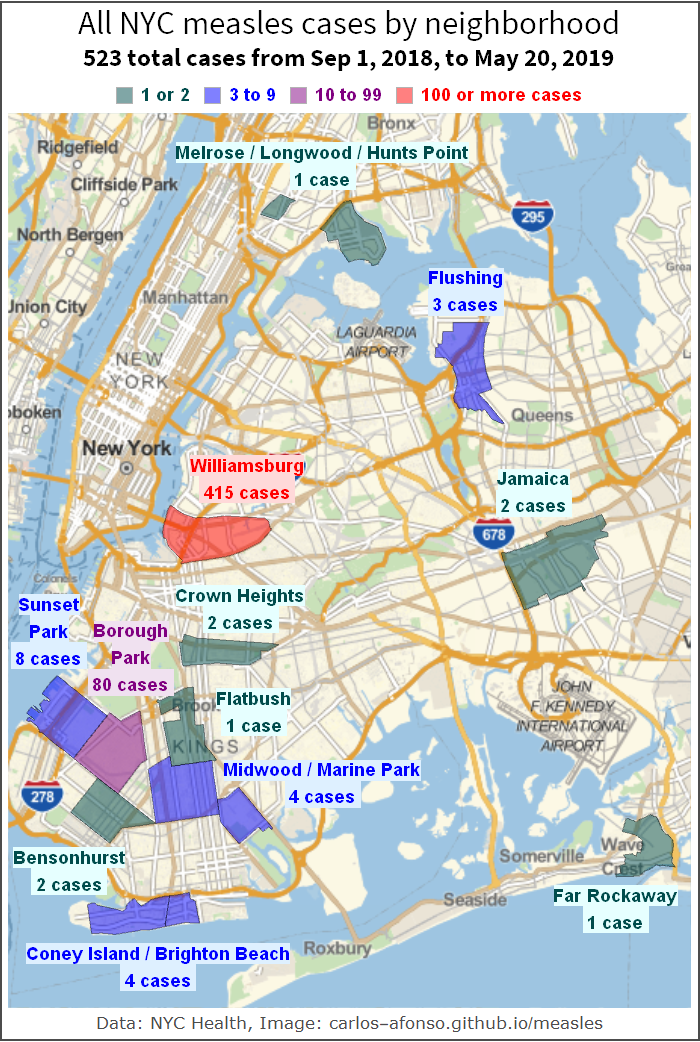 All NYC measles cases by neighborhood
523 total cases from Sep 1, 2018, to May 20, 2019
1 or 2
3 to 9
10 to 99
100 or more cases
Bronx
Ridgefield
Melrose / Longwood / Hunts Point
1 case
Cliffside Park
295
North Bergen
Flushing
3 cases
Manhattan
Union City
LAGUARDIA
AIRPORT
NEW
YORK
Queens
New York
Williamsburg
415 cases
Jamaica
2 cases
678
Crown Heights
2 cases
Sunset
Park
8 cases
Borough
Park
80 cases
Flatbush
1 case
KINGS
JOHN
F. KENNEDY
INTERNATIONAL
AIRPORT
Midwood / Marine Park
4 cases
278
Bensonhurst
2 cases
Wave
Crest
Somerville
Far Rockaway
1 case
Seaside
Roxbury
Coney Island / Brighton Beach
4 cases
Data: NYC Health, Image: carlos–afonso.github.io/measles